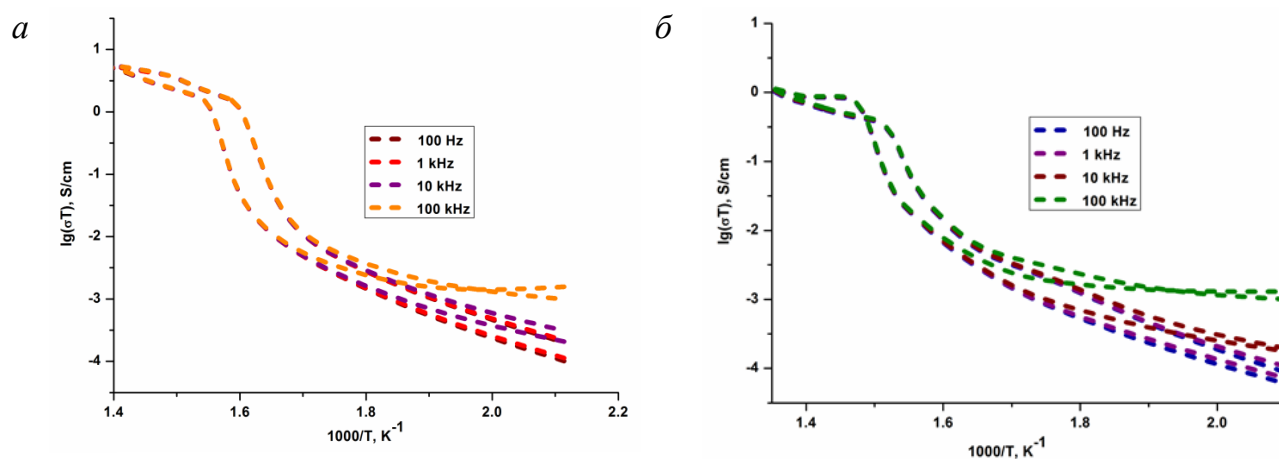 а
1
0
-1
-2
-3
-4
lg(σT), S/cm
100 Hz
1 kHz
10 kHz
100 kHz
1.4 1.6 1.8 2.0 2.2
1000/T, K⁻¹
б
1
0
-1
-2
-3
-4
lg(σT), S/cm
100 Hz
1 kHz
10 kHz
100 kHz
1.4 1.6 1.8 2.0
1000/T, K⁻¹